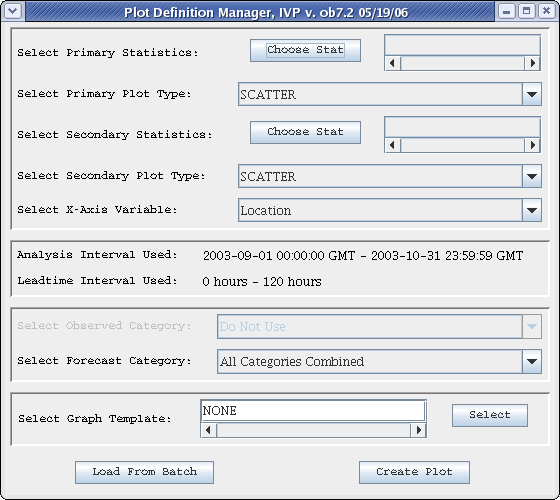 Plot Definition Manager, IVP v. ob7.2 05/19/06
Select Primary Statistics: Choose Stat
Select Primary Plot Type: SCATTER
Select Secondary Statistics: Choose Stat
Select Secondary Plot Type: SCATTER
Select X-Axis Variable: Location
Analysis Interval Used: 2003-09-01 00:00:00 GMT - 2003-10-31 23:59:59 GMT
Leadtime Interval Used: 0 hours - 120 hours
Select Observed Category: Do Not Use
Select Forecast Category: All Categories Combined
Select Graph Template: NONE Select
Load From Batch Create Plot